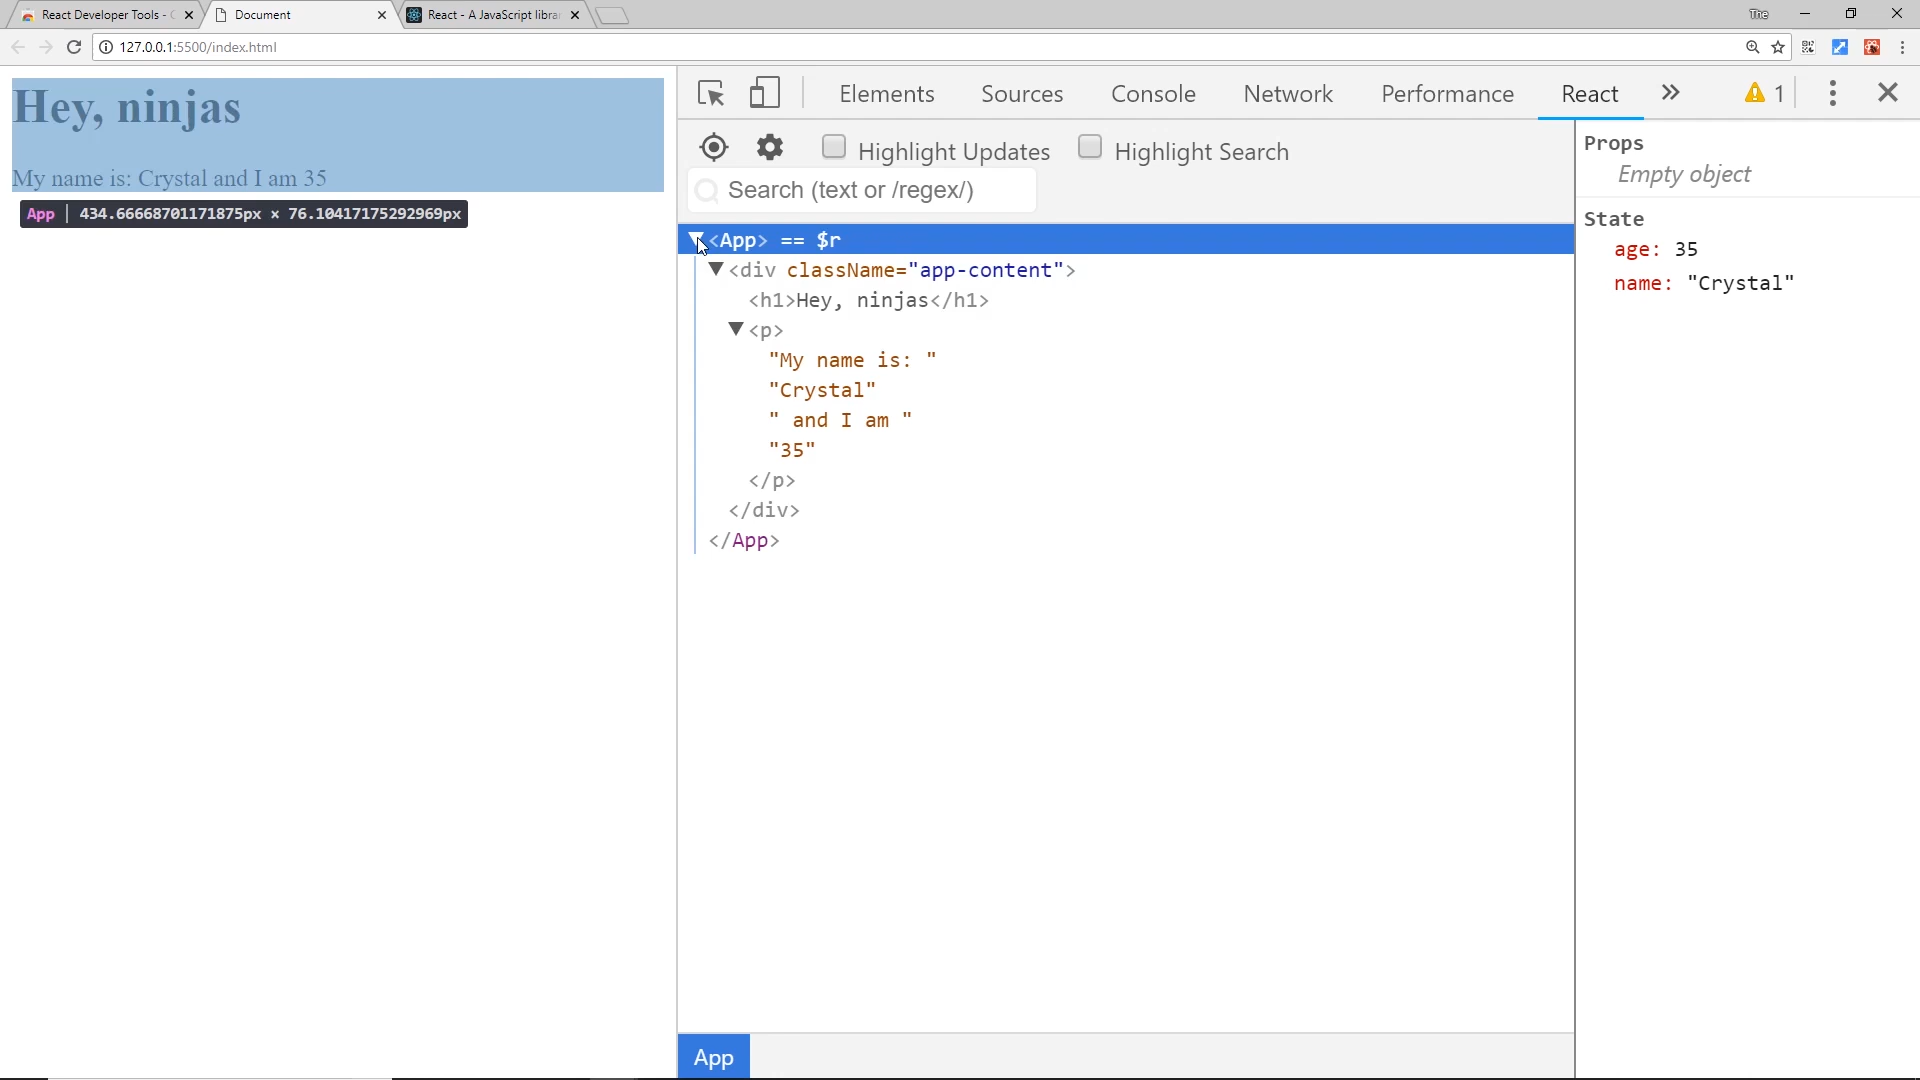 React Developer Tools - C
Document
React - A JavaScript librar
The
127.0.0.1:5500/index.html
Hey, ninjas
My name is: Crystal and I am 35
App | 434.66668701171875px × 76.10417175292969px
Elements
Sources
Console
Network
Performance
React
1
Highlight Updates
Highlight Search
Search (text or /regex/)
<App> == $r
<div className="app-content">
<h1>Hey, ninjas</h1>
<p>
"My name is: "
"Crystal"
" and I am "
"35"
</p>
</div>
</App>
App
Props
Empty object
State
age: 35
name: "Crystal"